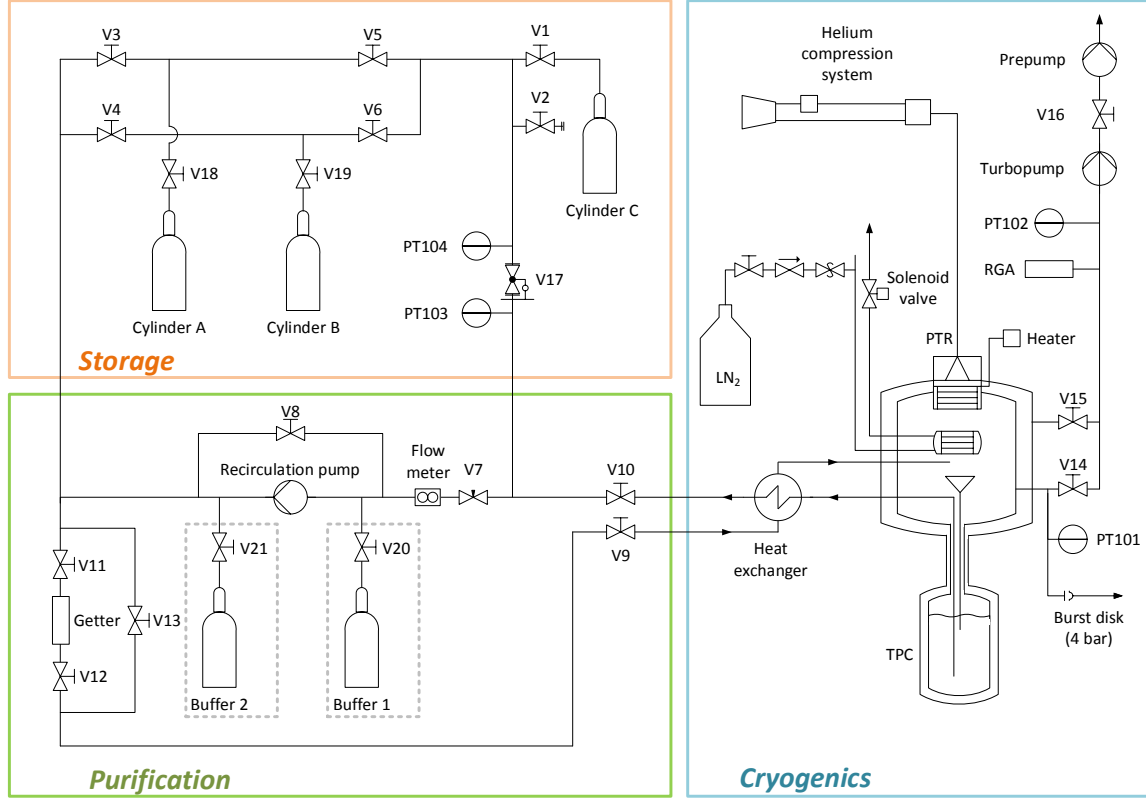 V3
V5
V1
V4
V6
V2
V18
V19
Cylinder C
PT104
V17
PT103
Cylinder A
Cylinder B
Storage
Helium
compression
system
Prepump
V16
Turbopump
PT102
RGA
Solenoid
valve
PTR
Heater
LN2
V15
V14
PT101
Heat
exchanger
TPC
Burst disk
(4 bar)
Cryogenics
V8
Recirculation pump
Flow
meter
V7
V10
V9
V21
V20
V11
Getter
V13
V12
Buffer 2
Buffer 1
Purification